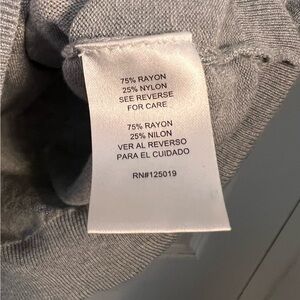 75% RAYON
25% NYLON
SEE REVERSE
FOR CARE
75% RAYON
25% NILON
VER AL REVERSO
PARA EL CUIDADO
RN#125019